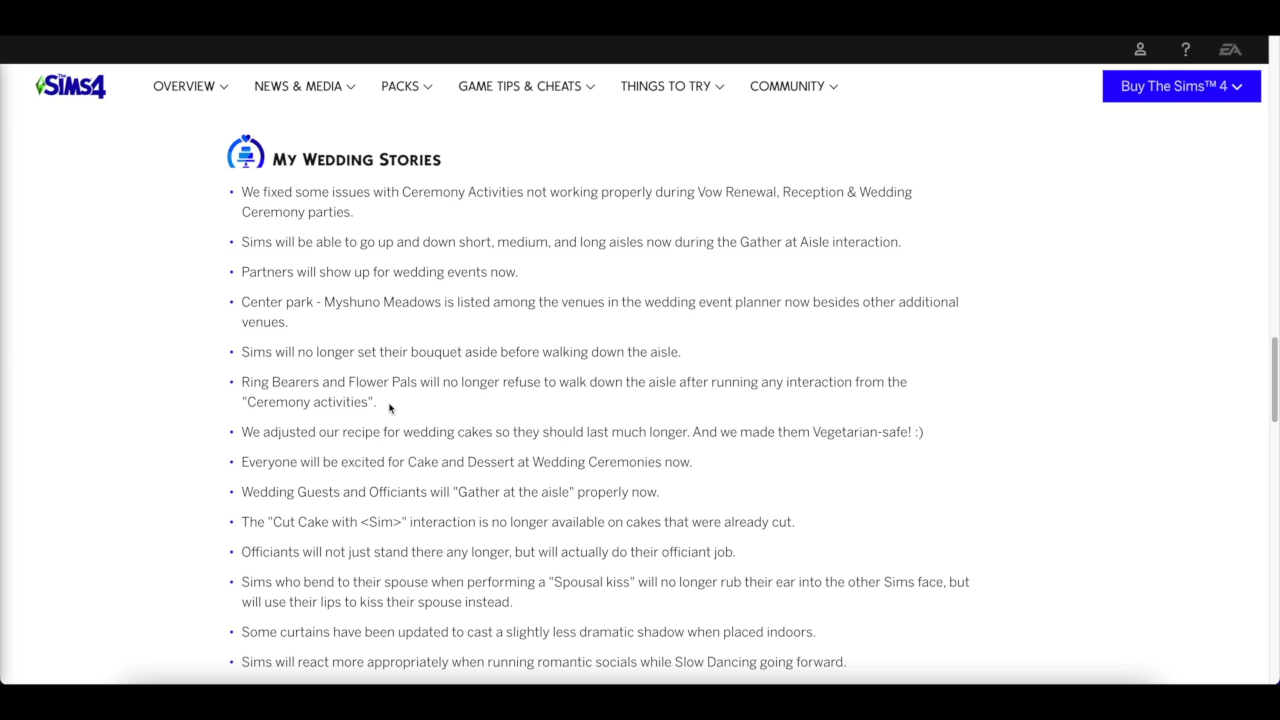 EA
The Sims 4
OVERVIEW NEWS & MEDIA PACKS GAME TIPS & CHEATS THINGS TO TRY COMMUNITY Buy The Sims™ 4
My Wedding Stories
• We fixed some issues with Ceremony Activities not working properly during Vow Renewal, Reception & Wedding
Ceremony parties.
• Sims will be able to go up and down short, medium, and long aisles now during the Gather at Aisle interaction.
• Partners will show up for wedding events now.
• Center park - Myshuno Meadows is listed among the venues in the wedding event planner now besides other additional
venues.
• Sims will no longer set their bouquet aside before walking down the aisle.
• Ring Bearers and Flower Pals will no longer refuse to walk down the aisle after running any interaction from the
"Ceremony activities".
• We adjusted our recipe for wedding cakes so they should last much longer. And we made them Vegetarian-safe! :)
• Everyone will be excited for Cake and Dessert at Wedding Ceremonies now.
• Wedding Guests and Officiants will "Gather at the aisle" properly now.
• The "Cut Cake with <Sim>" interaction is no longer available on cakes that were already cut.
• Officiants will not just stand there any longer, but will actually do their officiant job.
• Sims who bend to their spouse when performing a "Spousal kiss" will no longer rub their ear into the other Sims face, but
will use their lips to kiss their spouse instead.
• Some curtains have been updated to cast a slightly less dramatic shadow when placed indoors.
• Sims will react more appropriately when running romantic socials while Slow Dancing going forward.